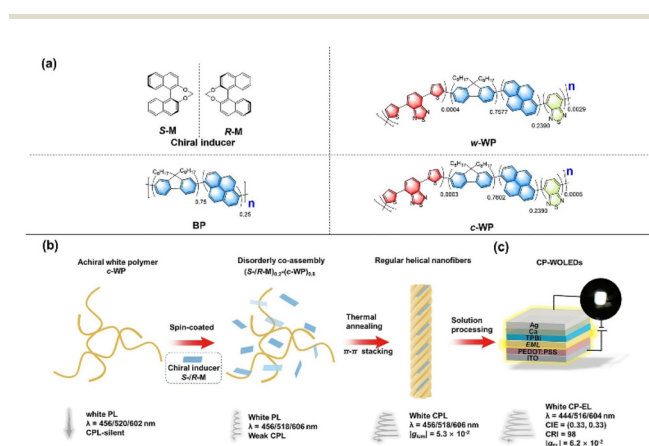 (a)
S-M
R-M
Chiral inducer
C₈H₁₇ C₈H₁₇
0.0004
0.7577
0.2390
0.0029
n
w-WP
C₈H₁₇ C₈H₁₇
0.75
0.25
n
BP
C₈H₁₇ C₈H₁₇
0.0003
0.7602
0.2390
0.0005
n
c-WP
(b)
(c)
Achiral white polymer
c-WP
Spin-coated
Chiral inducer
S-/R-M
white PL
λ = 456/520/602 nm
CPL-silent
Disorderly co-assembly
(S-/R-M)0.2-(c-WP)0.8
White PL
λ = 456/518/606 nm
Weak CPL
Thermal
annealing
π-π stacking
Regular helical nanofibers
White CPL
λ = 456/518/606 nm
|glum| = 5.3 × 10⁻²
Solution
processing
CP-WOLEDs
Ag
Ca
TPBi
EML
PEDOT:PSS
ITO
White CP-EL
λ = 444/516/604 nm
CIE = (0.33, 0.33)
CRI = 98
|gEL| = 6.2 × 10⁻²